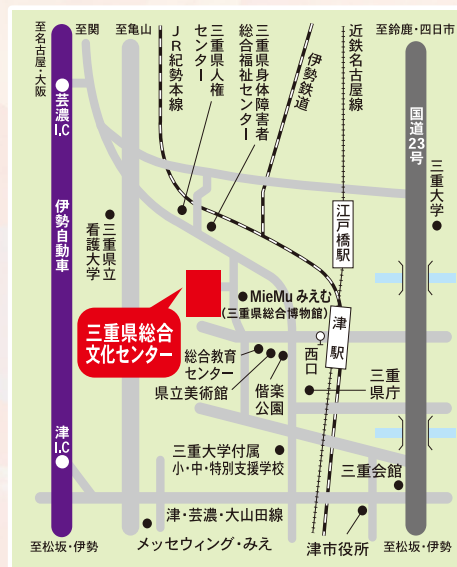 至名古屋・大阪
至関
至亀山
JR紀勢本線
三重県人権
センター
三重県身体障害者
総合福祉センター
伊勢鉄道
近鉄名古屋線
至鈴鹿・四日市
芸濃
I.C
国道23号
三重大学
伊勢自動車
三重県立
看護大学
江戸橋駅
MieMu みえむ
(三重県総合博物館)
三重県総合
文化センター
津駅
西口
総合教育
センター
県立美術館
偕楽
公園
三重
県庁
津
I.C
三重大学付属
小・中・特別支援学校
三重会館
津・芸濃・大山田線
メッセウィング・みえ
津市役所
至松坂・伊勢
至松坂・伊勢